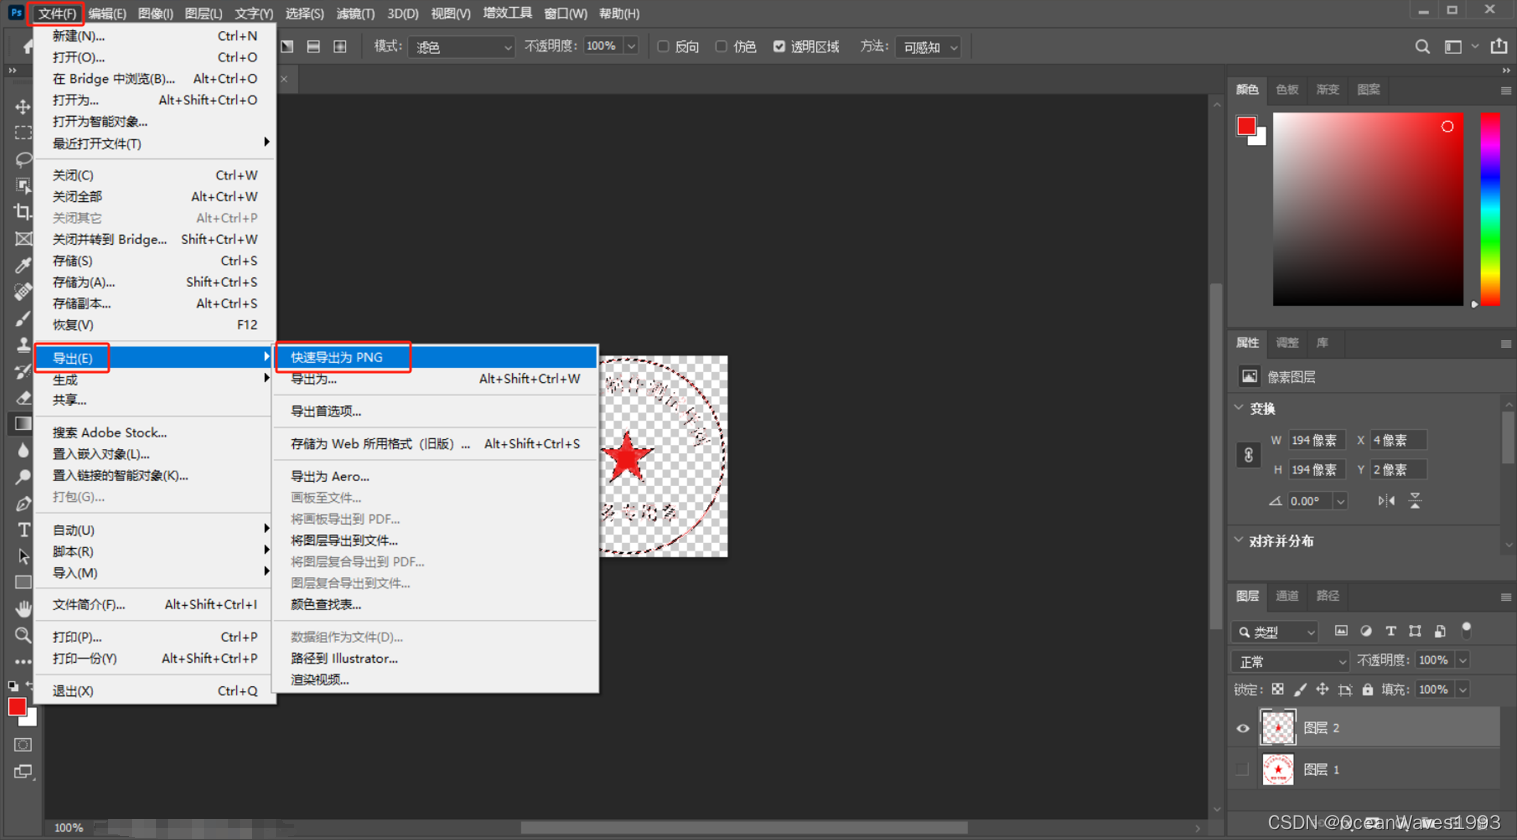 Ps 文件(F) 编辑(E) 图像(I) 图层(L) 文字(Y) 选择(S) 滤镜(T) 3D(D) 视图(V) 增效工具 窗口(W) 帮助(H)
模式: 滤色 不透明度: 100% 反向 仿色 透明区域 方法: 可感知
新建(N)... Ctrl+N
打开(O)... Ctrl+O
在 Bridge 中浏览(B)... Alt+Ctrl+O
打开为... Alt+Shift+Ctrl+O
打开为智能对象...
最近打开文件(T)
关闭(C) Ctrl+W
关闭全部 Alt+Ctrl+W
关闭其它 Alt+Ctrl+P
关闭并转到 Bridge... Shift+Ctrl+W
存储(S) Ctrl+S
存储为(A)... Shift+Ctrl+S
存储副本... Alt+Ctrl+S
恢复(V) F12
导出(E)
生成
共享...
搜索 Adobe Stock...
置入嵌入对象(L)...
置入链接的智能对象(K)...
打包(G)...
自动(U)
脚本(R)
导入(M)
文件简介(F)... Alt+Shift+Ctrl+I
打印(P)... Ctrl+P
打印一份(Y) Alt+Shift+Ctrl+P
退出(X) Ctrl+Q
快速导出为 PNG
导出为... Alt+Shift+Ctrl+W
导出首选项...
存储为 Web 所用格式（旧版）... Alt+Shift+Ctrl+S
导出为 Aero...
画板至文件...
将画板导出到 PDF...
将图层导出到文件...
将图层复合导出到 PDF...
图层复合导出到文件...
颜色查找表...
数据组作为文件(D)...
路径到 Illustrator...
渲染视频...
颜色 色板 渐变 图案
属性 调整 库
像素图层
变换
W 194 像素 X 4 像素
H 194 像素 Y 2 像素
0.00°
对齐并分布
图层 通道 路径
类型
正常 不透明度: 100%
锁定: 填充: 100%
图层 2
图层 1
100%
CSDN @OceanWaves1993